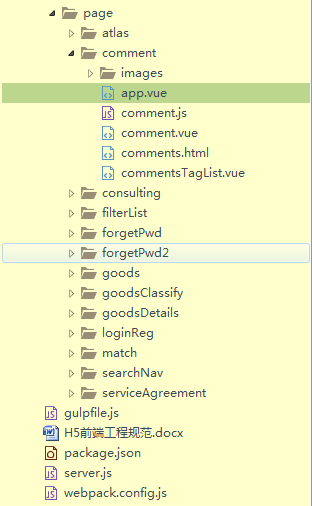 page
atlas
comment
images
app.vue
comment.js
comment.vue
comments.html
commentsTagList.vue
consulting
filterList
forgetPwd
forgetPwd2
goods
goodsClassify
goodsDetails
loginReg
match
searchNav
serviceAgreement
gulpfile.js
H5前端工程规范.docx
package.json
server.js
webpack.config.js